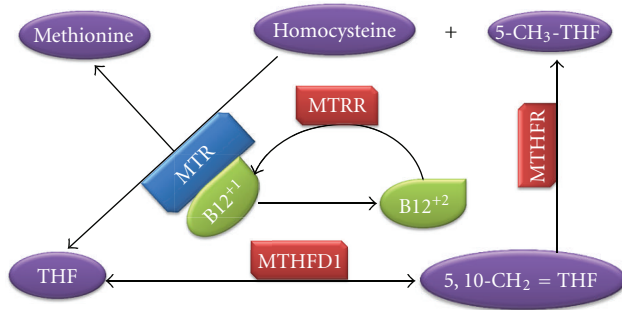 Methionine
Homocysteine
+
5-CH₃-THF
MTRR
MTR
MTHFR
B12⁺¹
B12⁺²
THF
MTHFD1
5, 10-CH₂ = THF